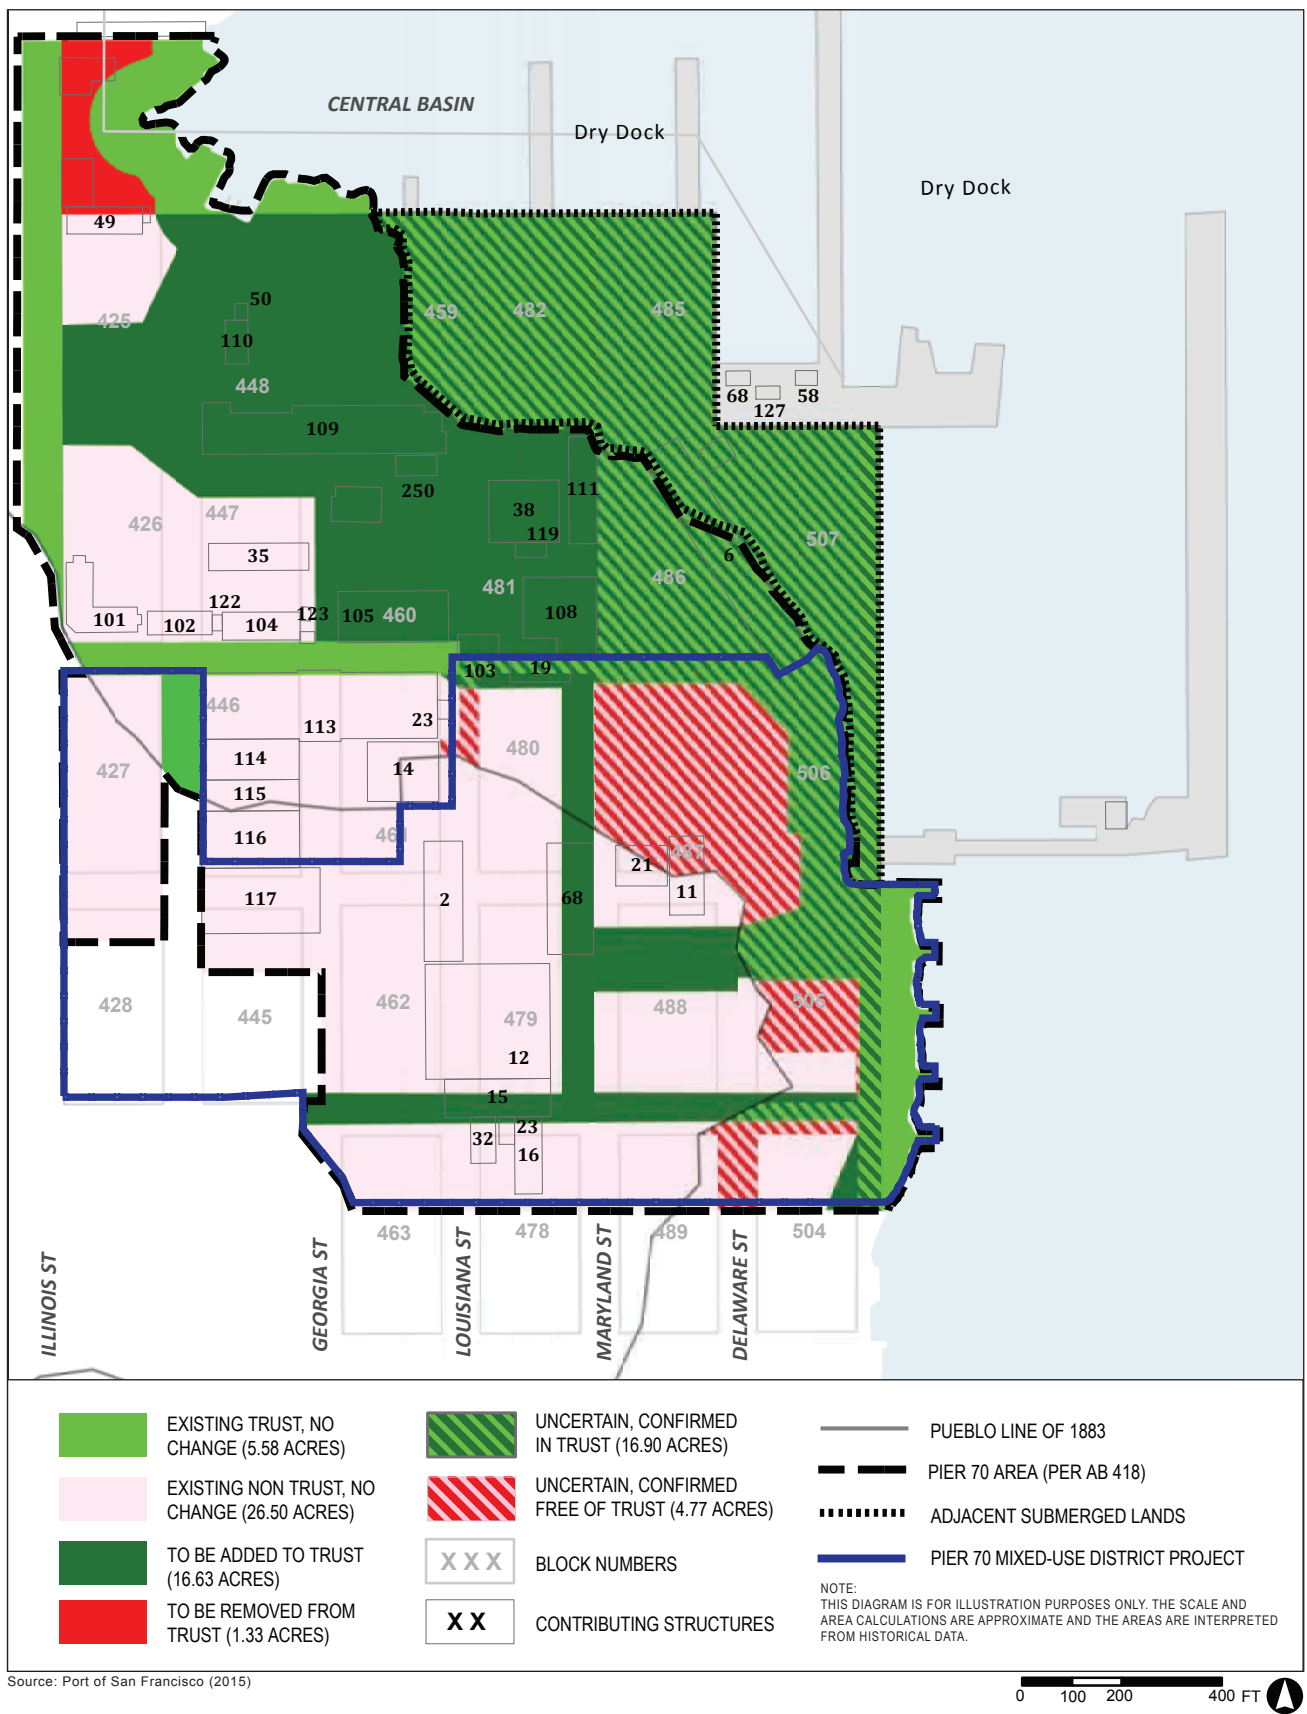 CENTRAL BASIN
Dry Dock
Dry Dock
49
50
459
482
485
425
110
448
68
127
58
109
250
111
38
119
426
447
35
6
507
481
486
122
123
105
460
108
101
102
104
103
19
446
113
23
114
14
480
427
115
506
116
461
487
21
11
117
2
68
428
445
462
479
488
505
12
15
32
23
16
463
478
489
504
ILLINOIS ST
GEORGIA ST
LOUISIANA ST
MARYLAND ST
DELAWARE ST
EXISTING TRUST, NO
CHANGE (5.58 ACRES)
EXISTING NON TRUST, NO
CHANGE (26.50 ACRES)
TO BE ADDED TO TRUST
(16.63 ACRES)
TO BE REMOVED FROM
TRUST (1.33 ACRES)
UNCERTAIN, CONFIRMED
IN TRUST (16.90 ACRES)
UNCERTAIN, CONFIRMED
FREE OF TRUST (4.77 ACRES)
X X X
BLOCK NUMBERS
X X
CONTRIBUTING STRUCTURES
PUEBLO LINE OF 1883
PIER 70 AREA (PER AB 418)
ADJACENT SUBMERGED LANDS
PIER 70 MIXED-USE DISTRICT PROJECT
NOTE:
THIS DIAGRAM IS FOR ILLUSTRATION PURPOSES ONLY. THE SCALE AND
AREA CALCULATIONS ARE APPROXIMATE AND THE AREAS ARE INTERPRETED
FROM HISTORICAL DATA.
Source: Port of San Francisco (2015)
0 100 200 400 FT